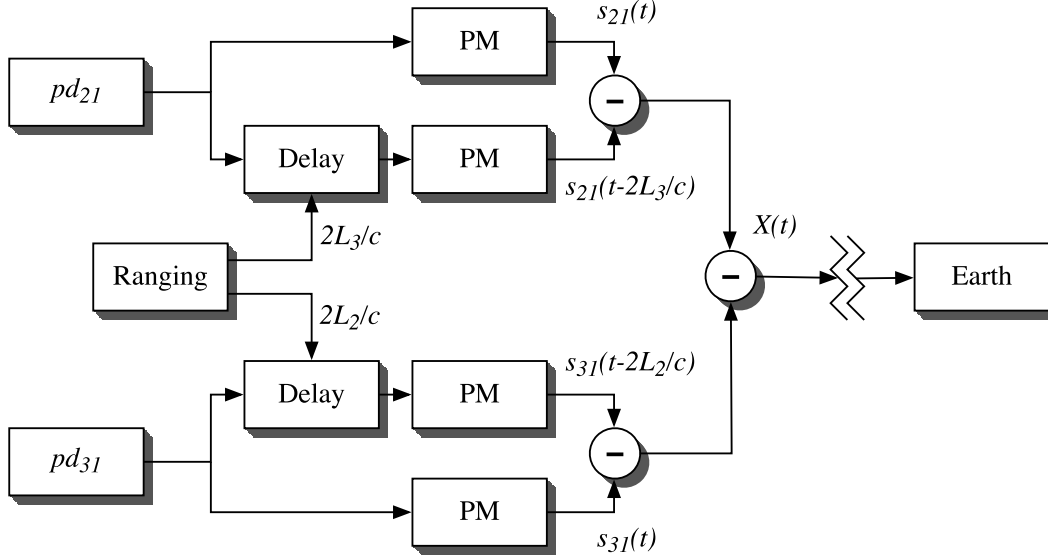 s21(t)
PM
pd21
−
Delay
PM
s21(t-2L3/c)
2L3/c
X(t)
Ranging
−
Earth
2L2/c
s31(t-2L2/c)
Delay
PM
−
pd31
PM
s31(t)